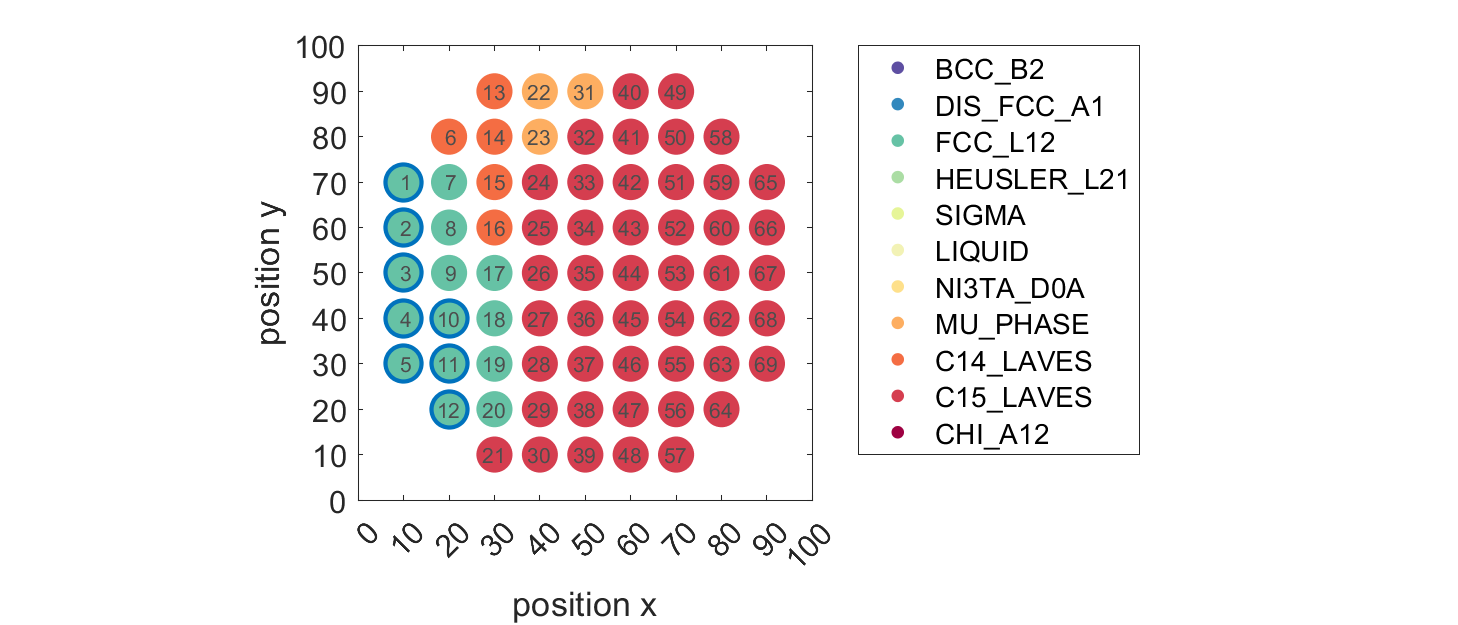 100
90
80
70
60
50
40
30
20
10
0
position y
13 22 31 40 49
6 14 23 32 41 50 58
1 7 15 24 33 42 51 59 65
2 8 16 25 34 43 52 60 66
3 9 17 26 35 44 53 61 67
4 10 18 27 36 45 54 62 68
5 11 19 28 37 46 55 63 69
12 20 29 38 47 56 64
21 30 39 48 57
0 10 20 30 40 50 60 70 80 90 100
position x
BCC_B2
DIS_FCC_A1
FCC_L12
HEUSLER_L21
SIGMA
LIQUID
NI3TA_D0A
MU_PHASE
C14_LAVES
C15_LAVES
CHI_A12